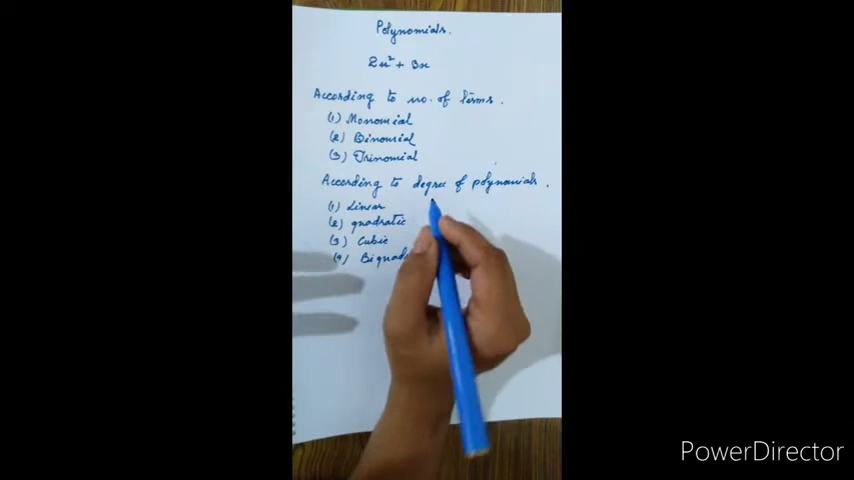 Polynomials.
2x² + 3x
According to no. of terms.
(1) Monomial
(2) Binomial
(3) Trinomial
According to degree of polynomials.
(1) Linear
(2) quadratic
(3) Cubic
(4) Biquad
PowerDirector